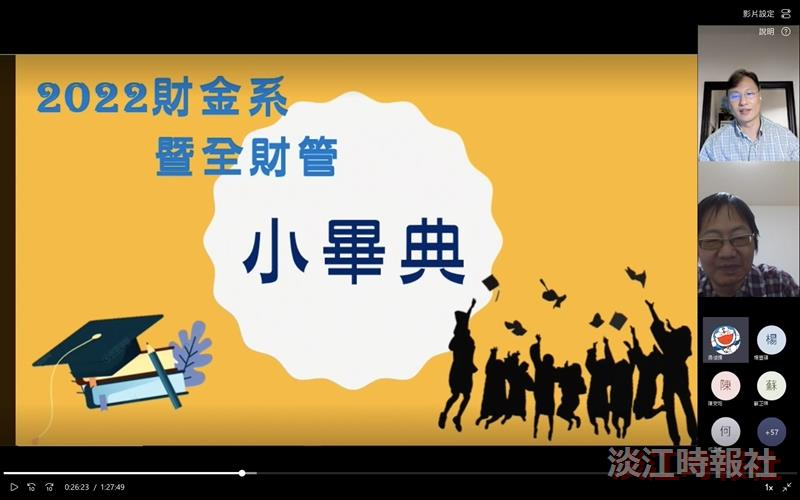 影片設定
說明
2022財金系
暨全財管
小畢典
楊
陳
蘇
何
+57
0:26:23 / 1:27:49
1x
淡江時報社